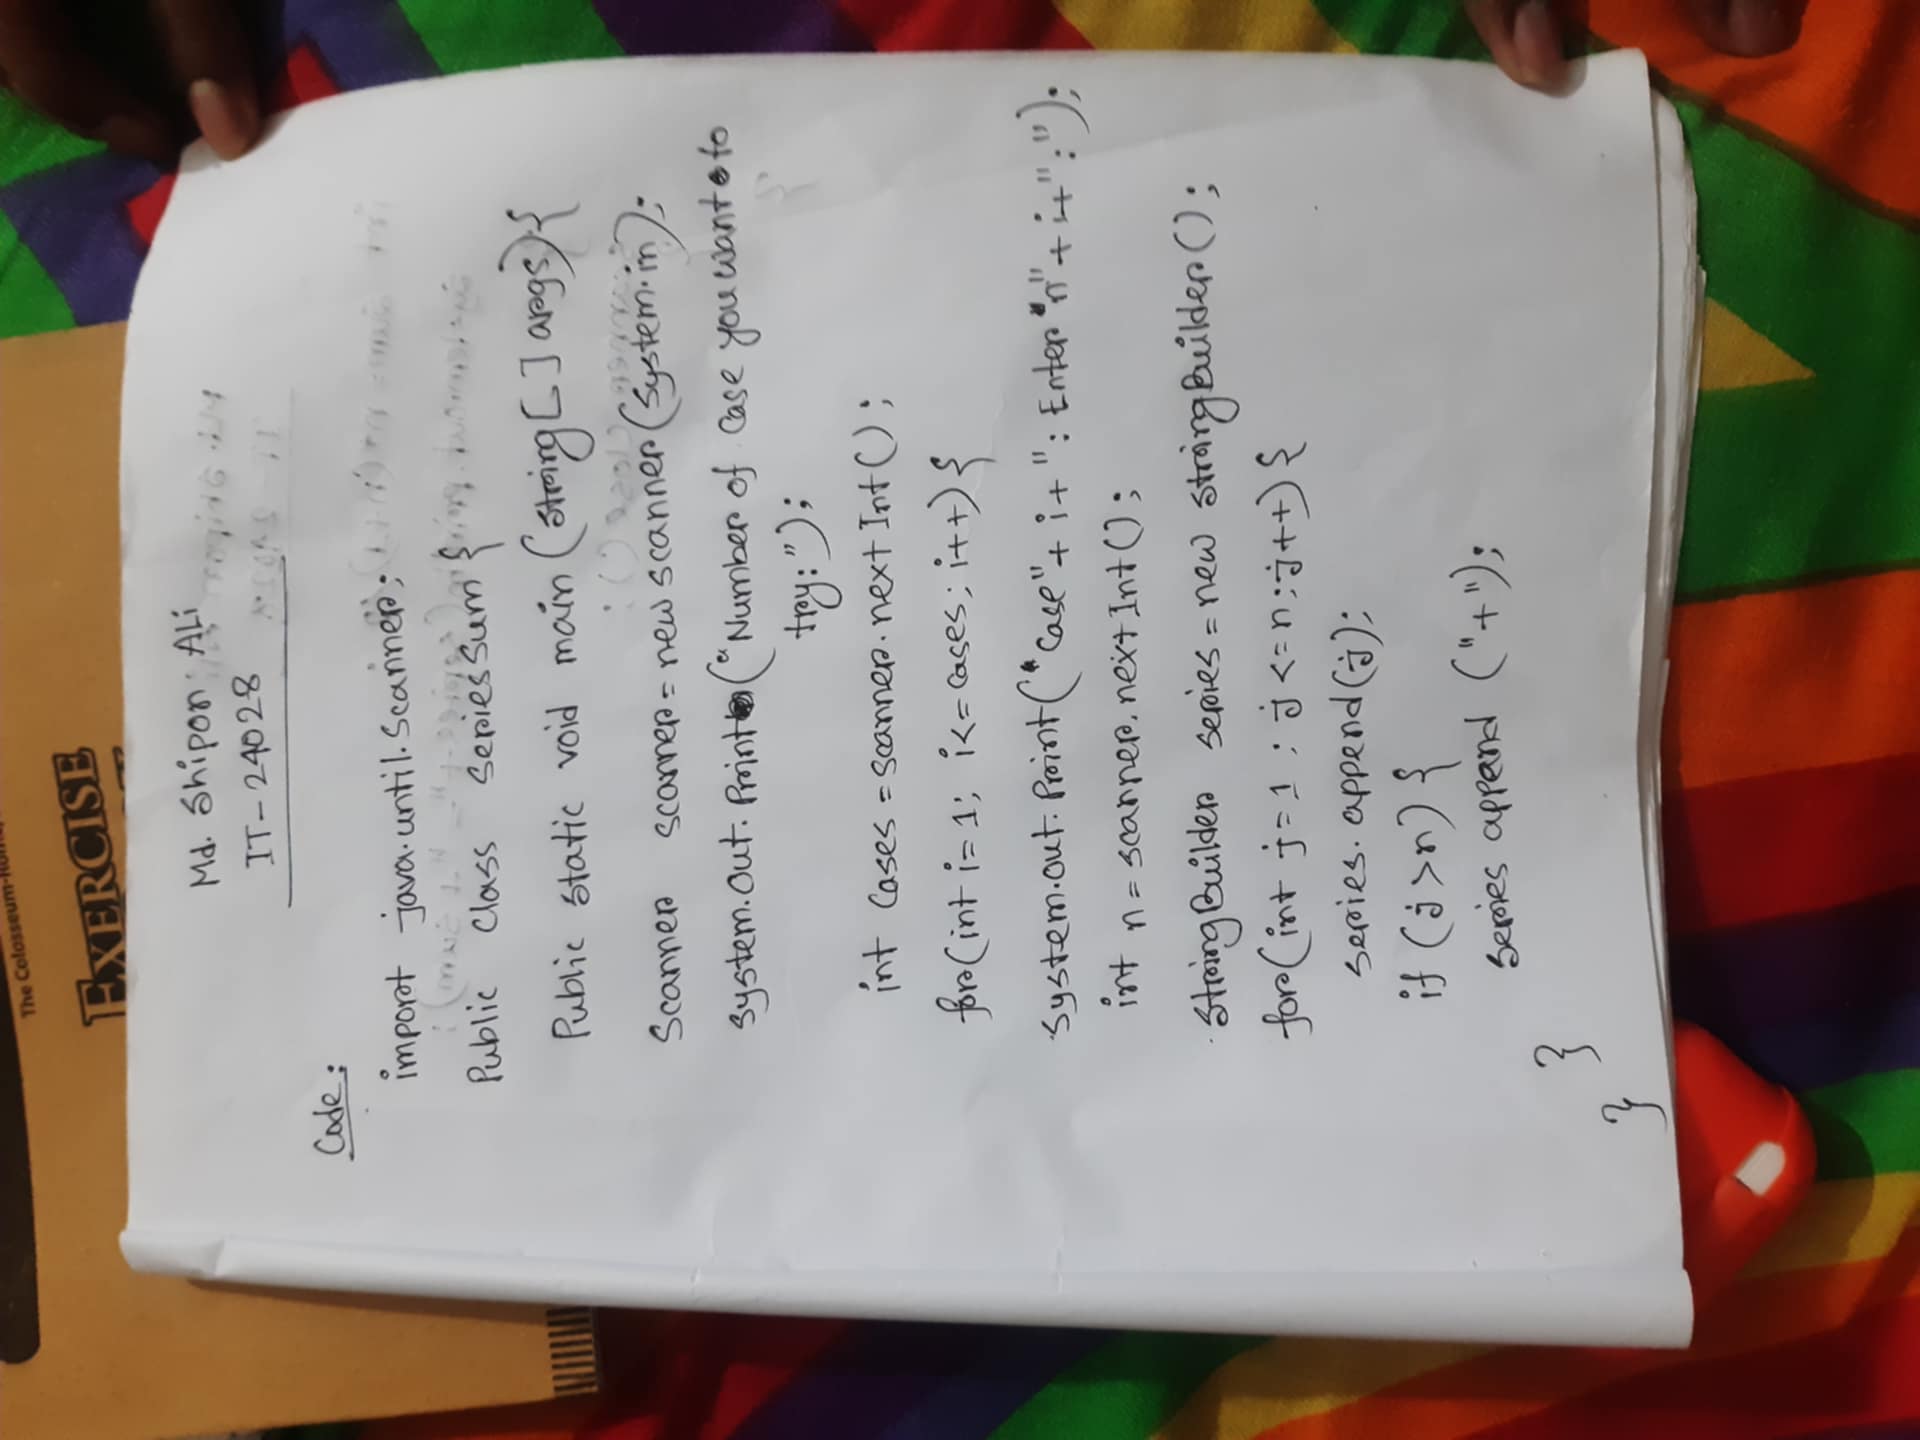 The Colosseum
EXERCISE
Md. Shipon Ali
IT-24028
Code:
import java.until.Scanner;
Public Class seriesSum {
Public static void main (string[] args) {
Scanner scanner = new scanner (System.in);
System.out.Print ("Number of Case you want to
try:");
int Cases = scanner.next Int ();
for (int i=1; i<= cases; i++) {
System.out.Print ("Case" + i + ": Enter "n" + i + ":");
int n = scanner.next Int ();
StringBuilder series = new stringBuilder ();
for (int j=1; j<=n; j++) {
series.append (j);
if (j>n) {
series append ("+");
}
}